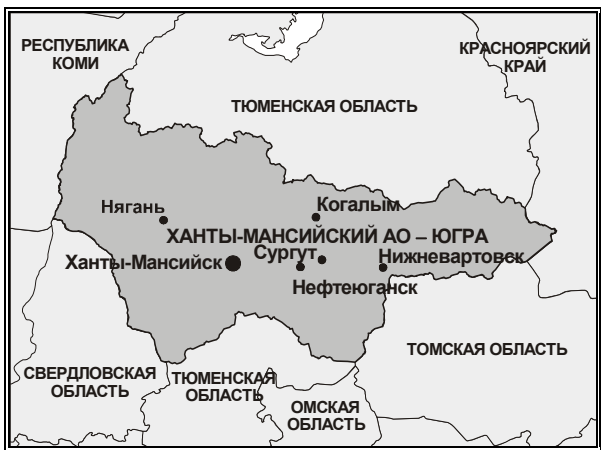 РЕСПУБЛИКА
КОМИ
КРАСНОЯРСКИЙ
КРАЙ
ТЮМЕНСКАЯ ОБЛАСТЬ
Нягань
Когалым
ХАНТЫ-МАНСИЙСКИЙ АО – ЮГРА
Ханты-Мансийск
Сургут
Нижневартовск
Нефтеюганск
ТОМСКАЯ ОБЛАСТЬ
СВЕРДЛОВСКАЯ
ОБЛАСТЬ
ТЮМЕНСКАЯ
ОБЛАСТЬ
ОМСКАЯ
ОБЛАСТЬ